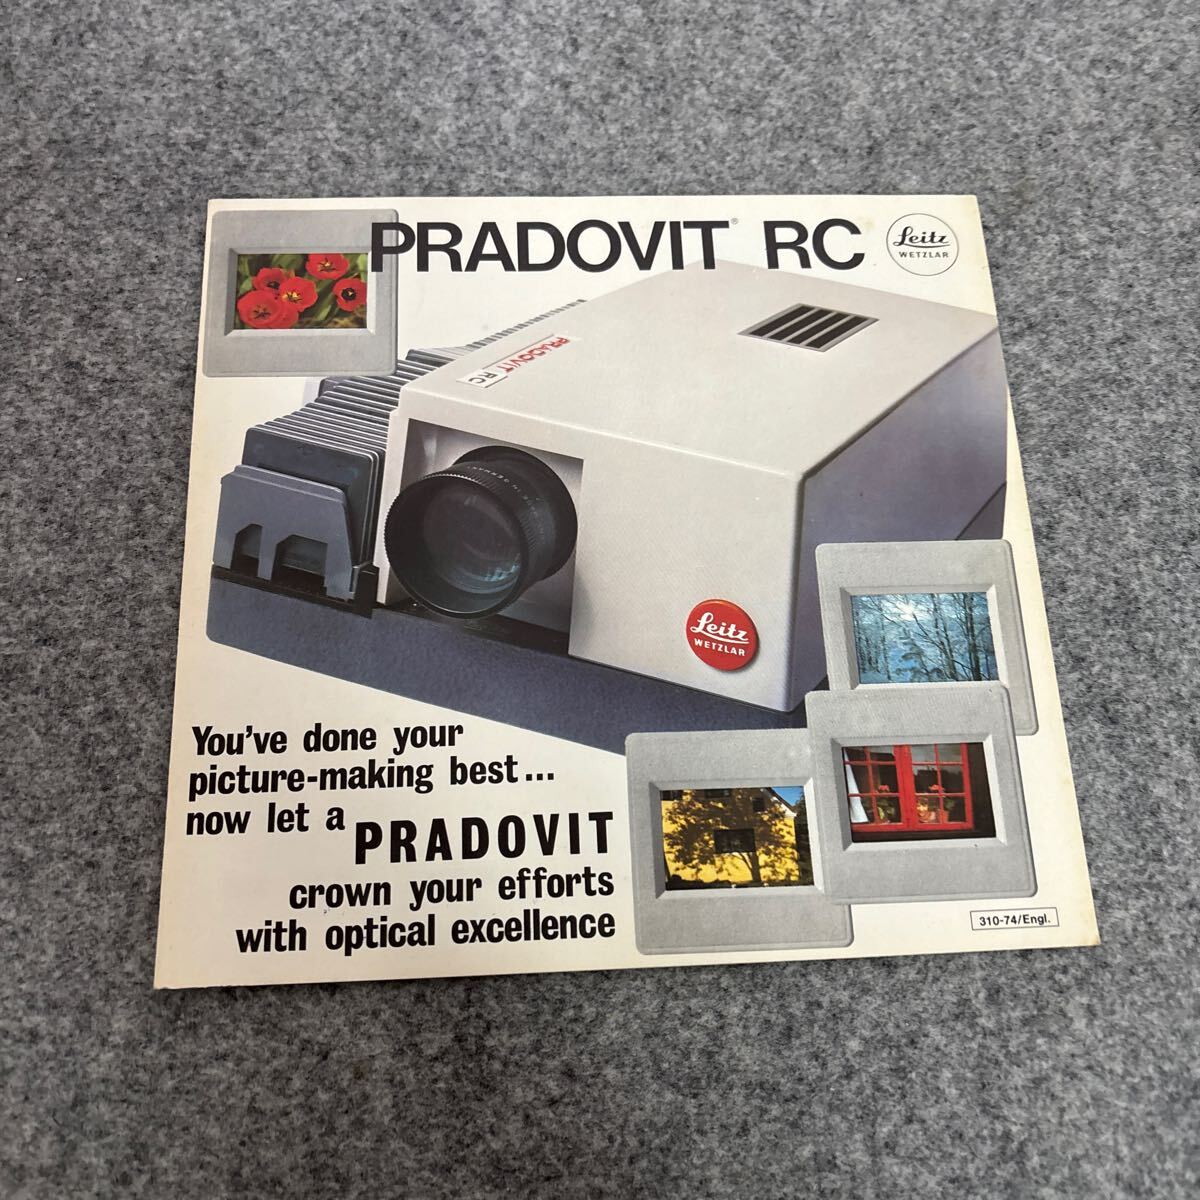 PRADOVIT® RC
Leitz
WETZLAR
PRADOVIT RC
Leitz
WETZLAR
You've done your
picture-making best...
now let a
PRADOVIT
crown your efforts
with optical excellence
310-74/Engl.